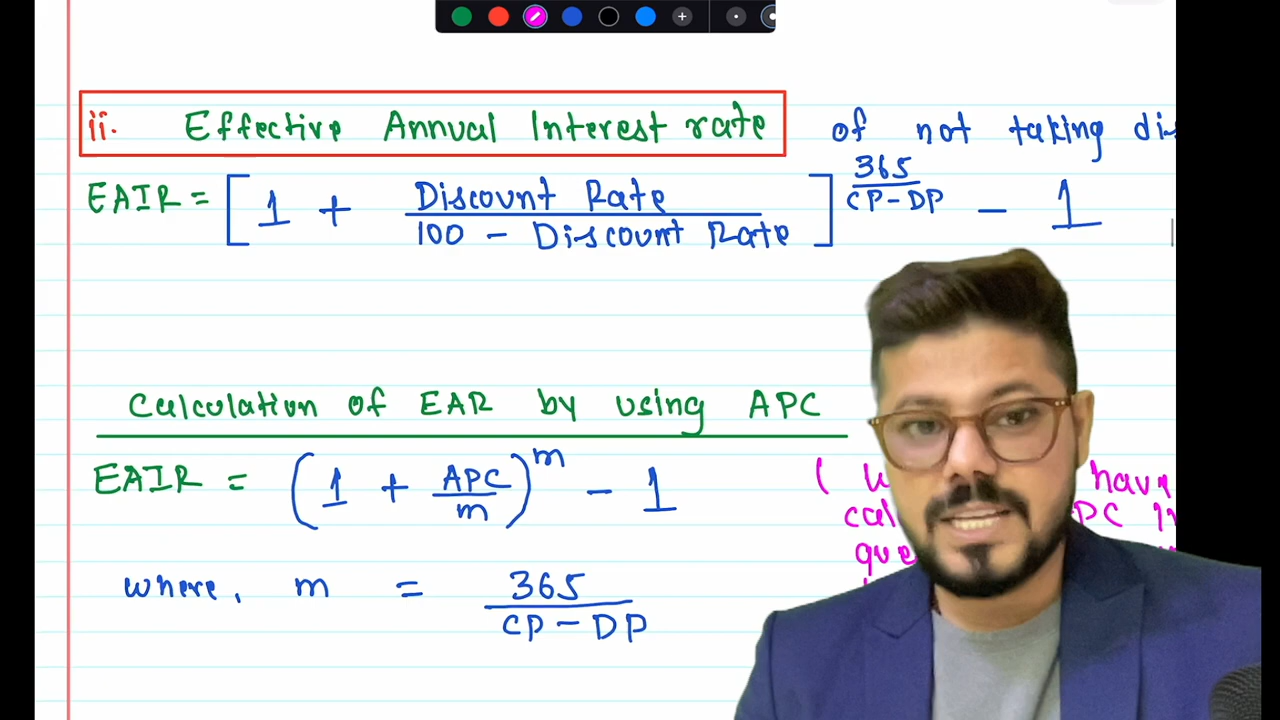 ii. Effective Annual Interest rate of not taking
EAIR = [ 1 + Discount Rate / 100 - Discount Rate ] 365 / CP - DP - 1
Calculation of EAR by using APC
EAIR = ( 1 + APC / m ) m - 1
( have
where, m = 365 / CP - DP